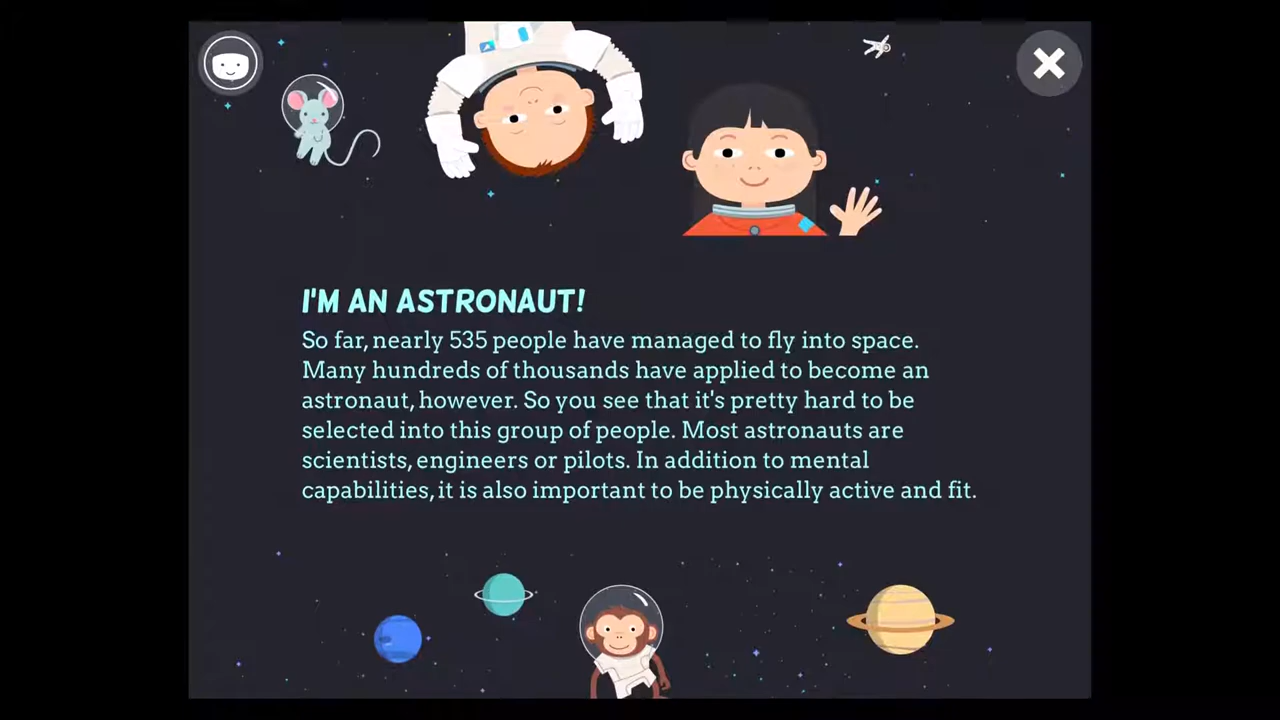 I'M AN ASTRONAUT!
So far, nearly 535 people have managed to fly into space.
Many hundreds of thousands have applied to become an
astronaut, however. So you see that it's pretty hard to be
selected into this group of people. Most astronauts are
scientists, engineers or pilots. In addition to mental
capabilities, it is also important to be physically active and fit.